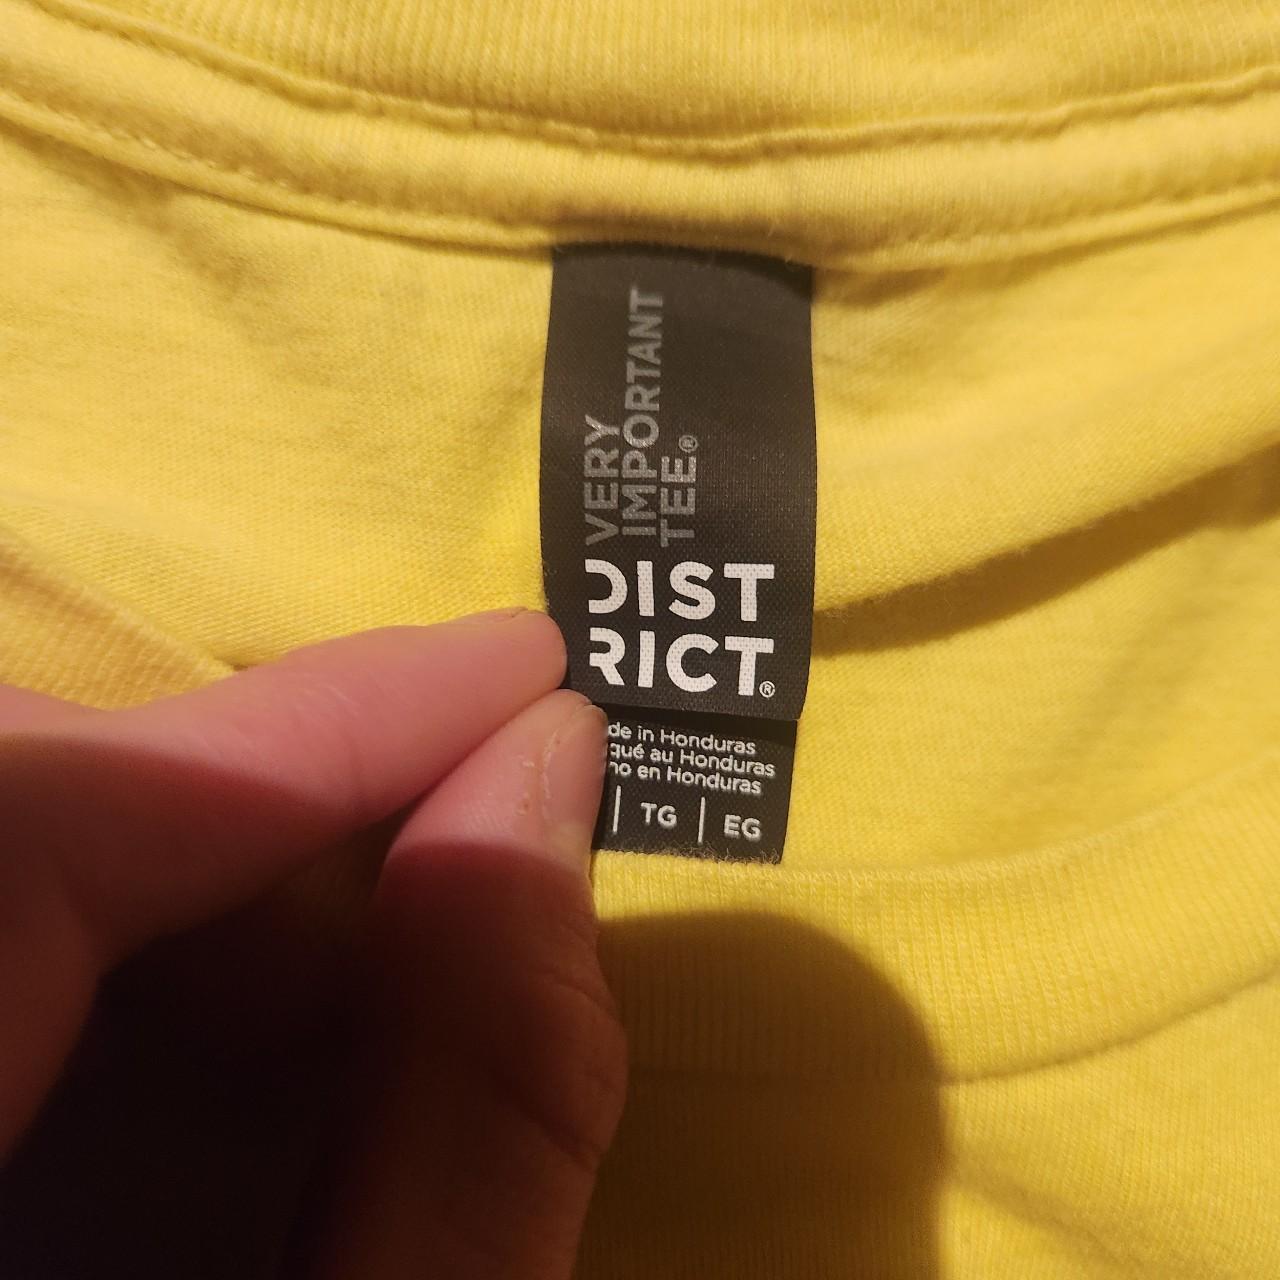 VERY
IMPORTANT
TEE®
DIST
RICT®
de in Honduras
qué au Honduras
no en Honduras
| TG | EG